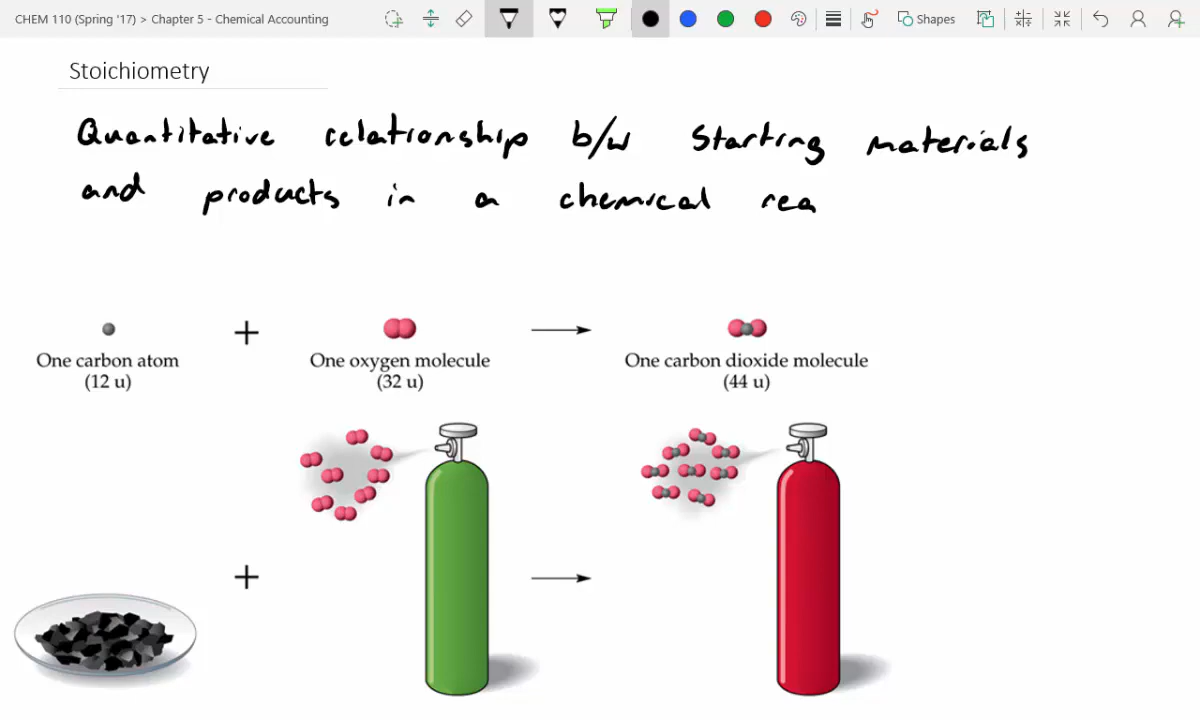 CHEM 110 (Spring '17) > Chapter 5 - Chemical Accounting
Shapes
Stoichiometry
Quantitative relationship b/w Starting materials
and products in a chemical rea
+
One carbon atom
(12 u)
One oxygen molecule
(32 u)
One carbon dioxide molecule
(44 u)
+